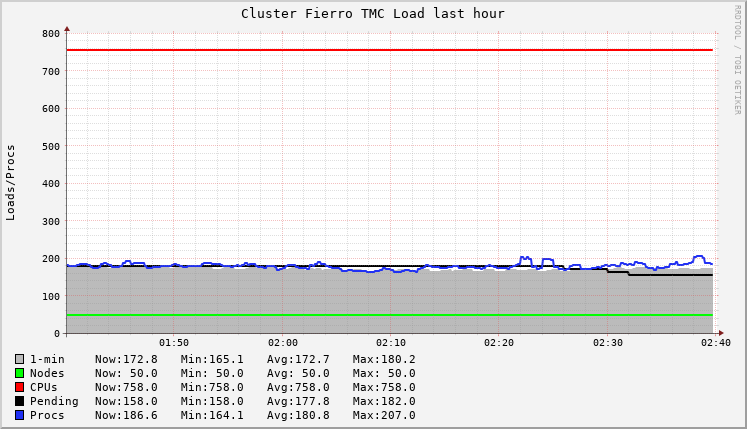 Cluster Fierro TMC Load last hour
RRDTOOL / TOBI OETIKER
Loads/Procs
800
700
600
500
400
300
200
100
0
01:50 02:00 02:10 02:20 02:30 02:40
1-min Now:172.8 Min:165.1 Avg:172.7 Max:180.2
Nodes Now: 50.0 Min: 50.0 Avg: 50.0 Max: 50.0
CPUs Now:758.0 Min:758.0 Avg:758.0 Max:758.0
Pending Now:158.0 Min:158.0 Avg:177.8 Max:182.0
Procs Now:186.6 Min:164.1 Avg:180.8 Max:207.0